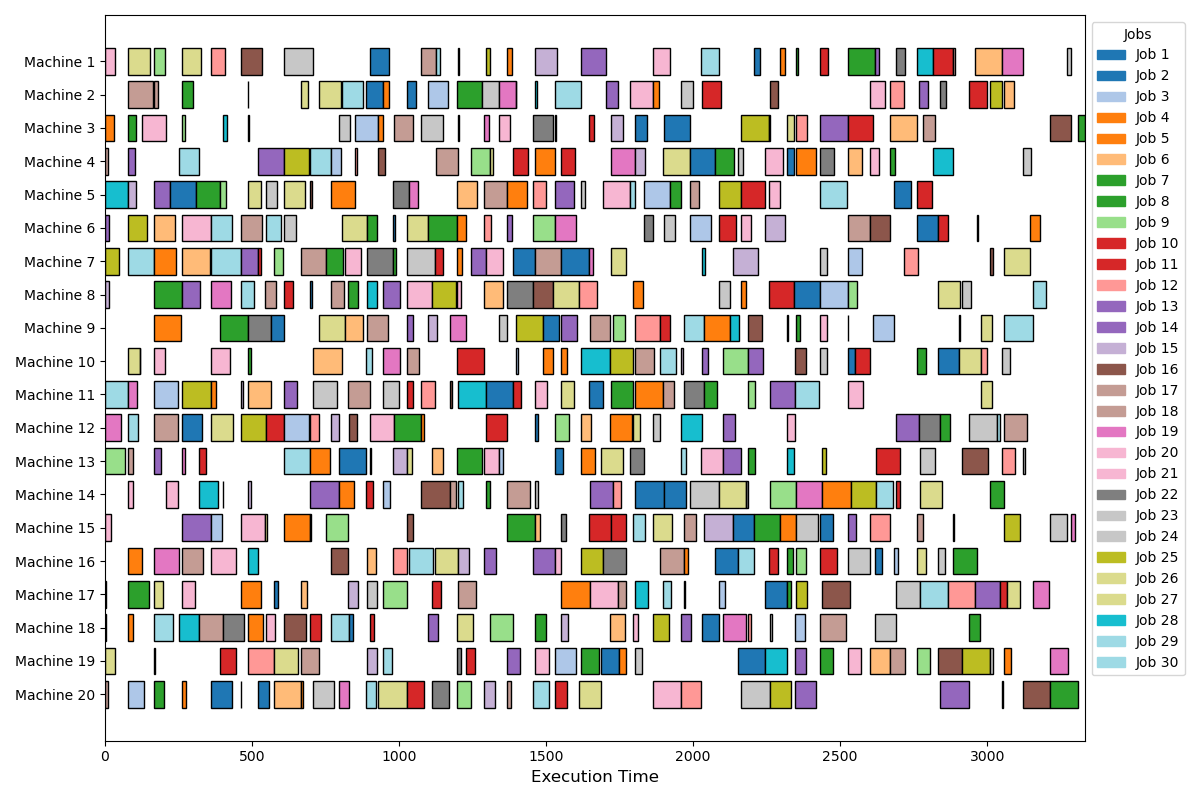 Machine 1
Machine 2
Machine 3
Machine 4
Machine 5
Machine 6
Machine 7
Machine 8
Machine 9
Machine 10
Machine 11
Machine 12
Machine 13
Machine 14
Machine 15
Machine 16
Machine 17
Machine 18
Machine 19
Machine 20
0 500 1000 1500 2000 2500 3000
Execution Time
Jobs
Job 1
Job 2
Job 3
Job 4
Job 5
Job 6
Job 7
Job 8
Job 9
Job 10
Job 11
Job 12
Job 13
Job 14
Job 15
Job 16
Job 17
Job 18
Job 19
Job 20
Job 21
Job 22
Job 23
Job 24
Job 25
Job 26
Job 27
Job 28
Job 29
Job 30